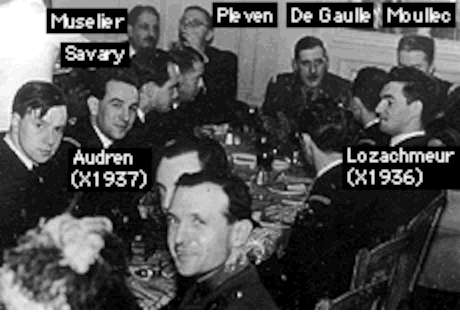 Muselier
Pleven
De Gaulle
Moullec
Savary
Audren
(X1937)
Lozachmeur
(X1936)